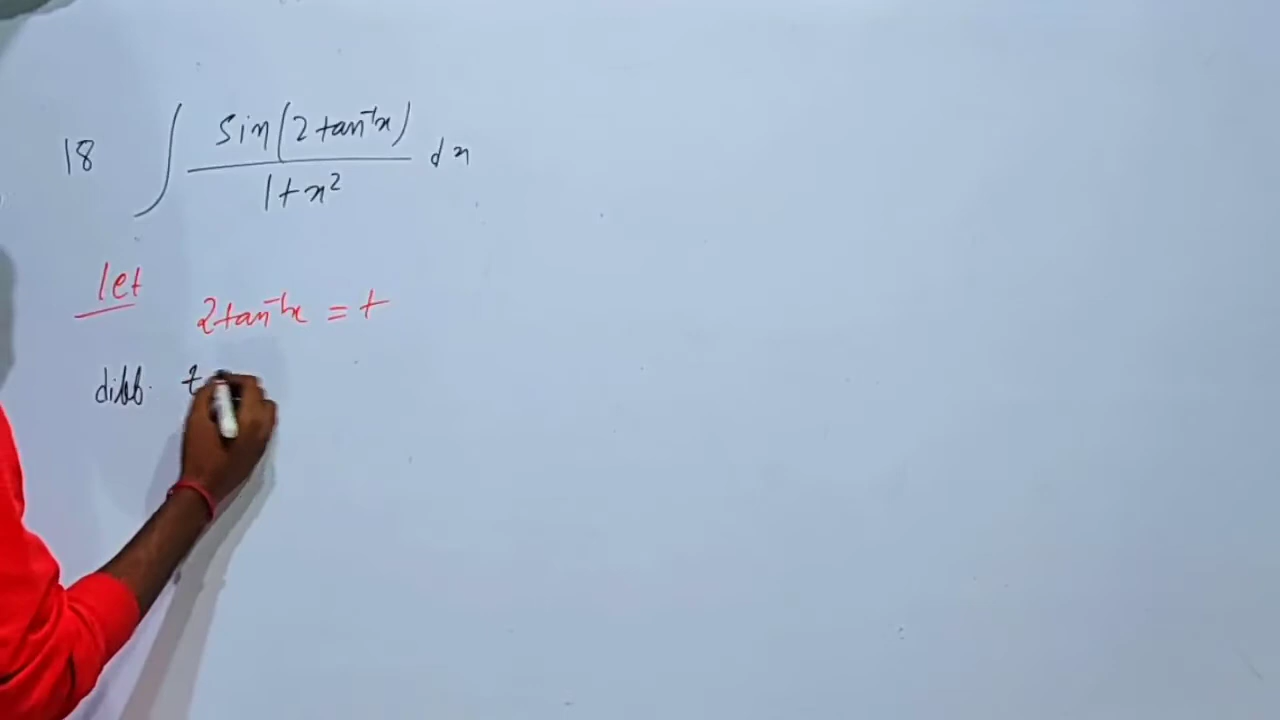 18 ∫ sin(2 tan⁻¹x) / 1+x² dx
let
2tan⁻¹x = t
diff.